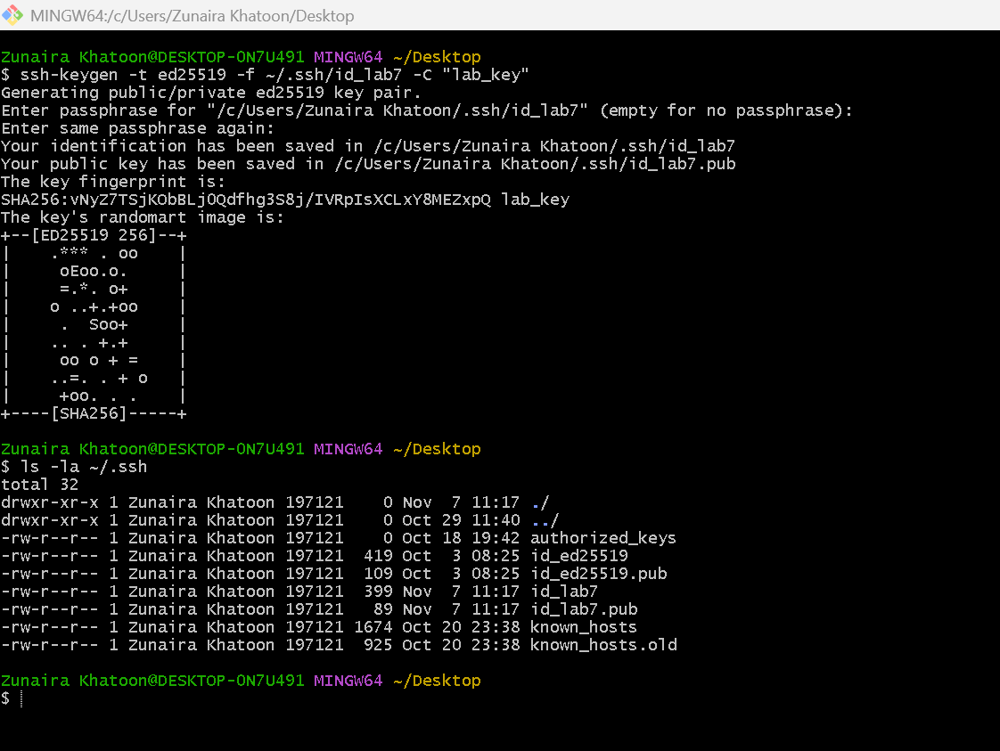 MINGW64:/c/Users/Zunaira Khatoon/Desktop
Zunaira Khatoon@DESKTOP-0N7U491 MINGW64 ~/Desktop
$ ssh-keygen -t ed25519 -f ~/.ssh/id_lab7 -C "lab_key"
Generating public/private ed25519 key pair.
Enter passphrase for "/c/Users/Zunaira Khatoon/.ssh/id_lab7" (empty for no passphrase):
Enter same passphrase again:
Your identification has been saved in /c/Users/Zunaira Khatoon/.ssh/id_lab7
Your public key has been saved in /c/Users/Zunaira Khatoon/.ssh/id_lab7.pub
The key fingerprint is:
SHA256:vNyZ7TSjKObBLjOQdfhg3S8j/IVRpIsXCLxY8MEZxpQ lab_key
The key's randomart image is:
+--[ED25519 256]--+
|    .*** . oo    |
|     oEoo.o.     |
|     =.*. o+     |
|    o ..+.+oo    |
|     .  Soo+     |
|    .. . +.+     |
|     oo o + =    |
|    ..=. . + o   |
|     +oo. . .    |
+----[SHA256]-----+
Zunaira Khatoon@DESKTOP-0N7U491 MINGW64 ~/Desktop
$ ls -la ~/.ssh
total 32
drwxr-xr-x 1 Zunaira Khatoon 197121    0 Nov  7 11:17 ./
drwxr-xr-x 1 Zunaira Khatoon 197121    0 Oct 29 11:40 ../
-rw-r--r-- 1 Zunaira Khatoon 197121    0 Oct 18 19:42 authorized_keys
-rw-r--r-- 1 Zunaira Khatoon 197121  419 Oct  3 08:25 id_ed25519
-rw-r--r-- 1 Zunaira Khatoon 197121  109 Oct  3 08:25 id_ed25519.pub
-rw-r--r-- 1 Zunaira Khatoon 197121  399 Nov  7 11:17 id_lab7
-rw-r--r-- 1 Zunaira Khatoon 197121   89 Nov  7 11:17 id_lab7.pub
-rw-r--r-- 1 Zunaira Khatoon 197121 1674 Oct 20 23:38 known_hosts
-rw-r--r-- 1 Zunaira Khatoon 197121  925 Oct 20 23:38 known_hosts.old
Zunaira Khatoon@DESKTOP-0N7U491 MINGW64 ~/Desktop
$